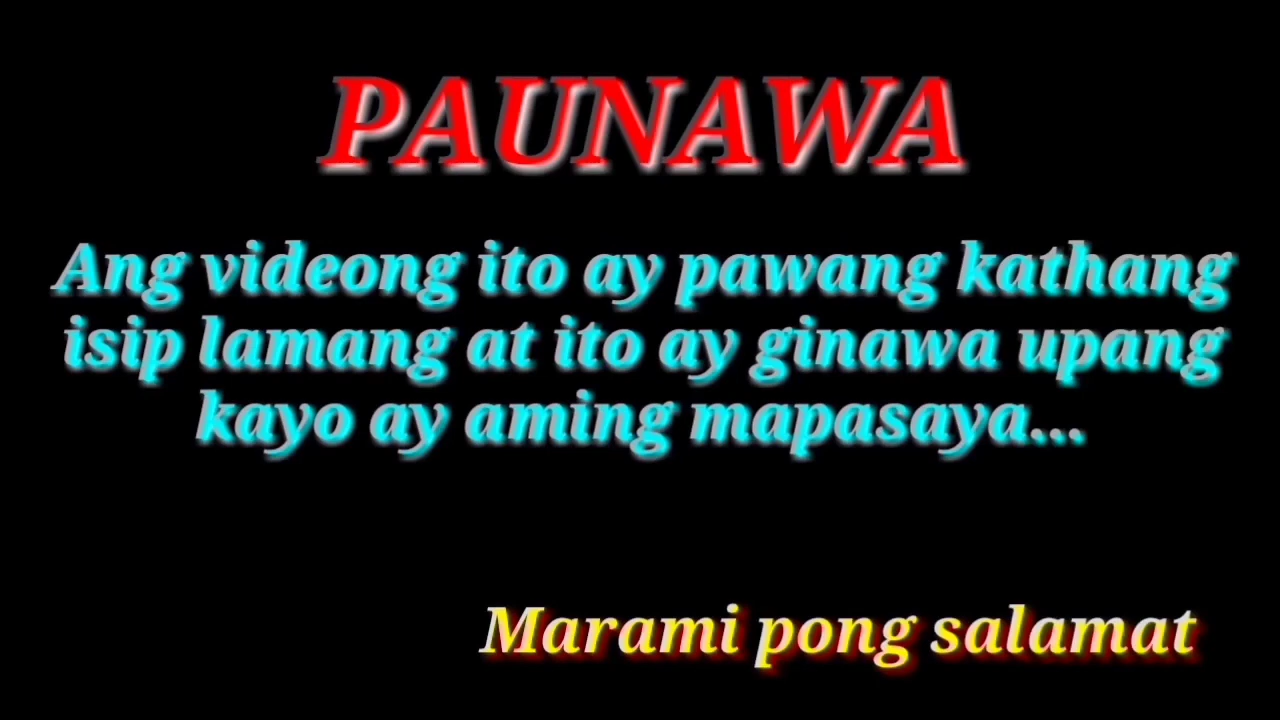 PAUNAWA
Ang videong ito ay pawang kathang
isip lamang at ito ay ginawa upang
kayo ay aming mapasaya...
Marami pong salamat